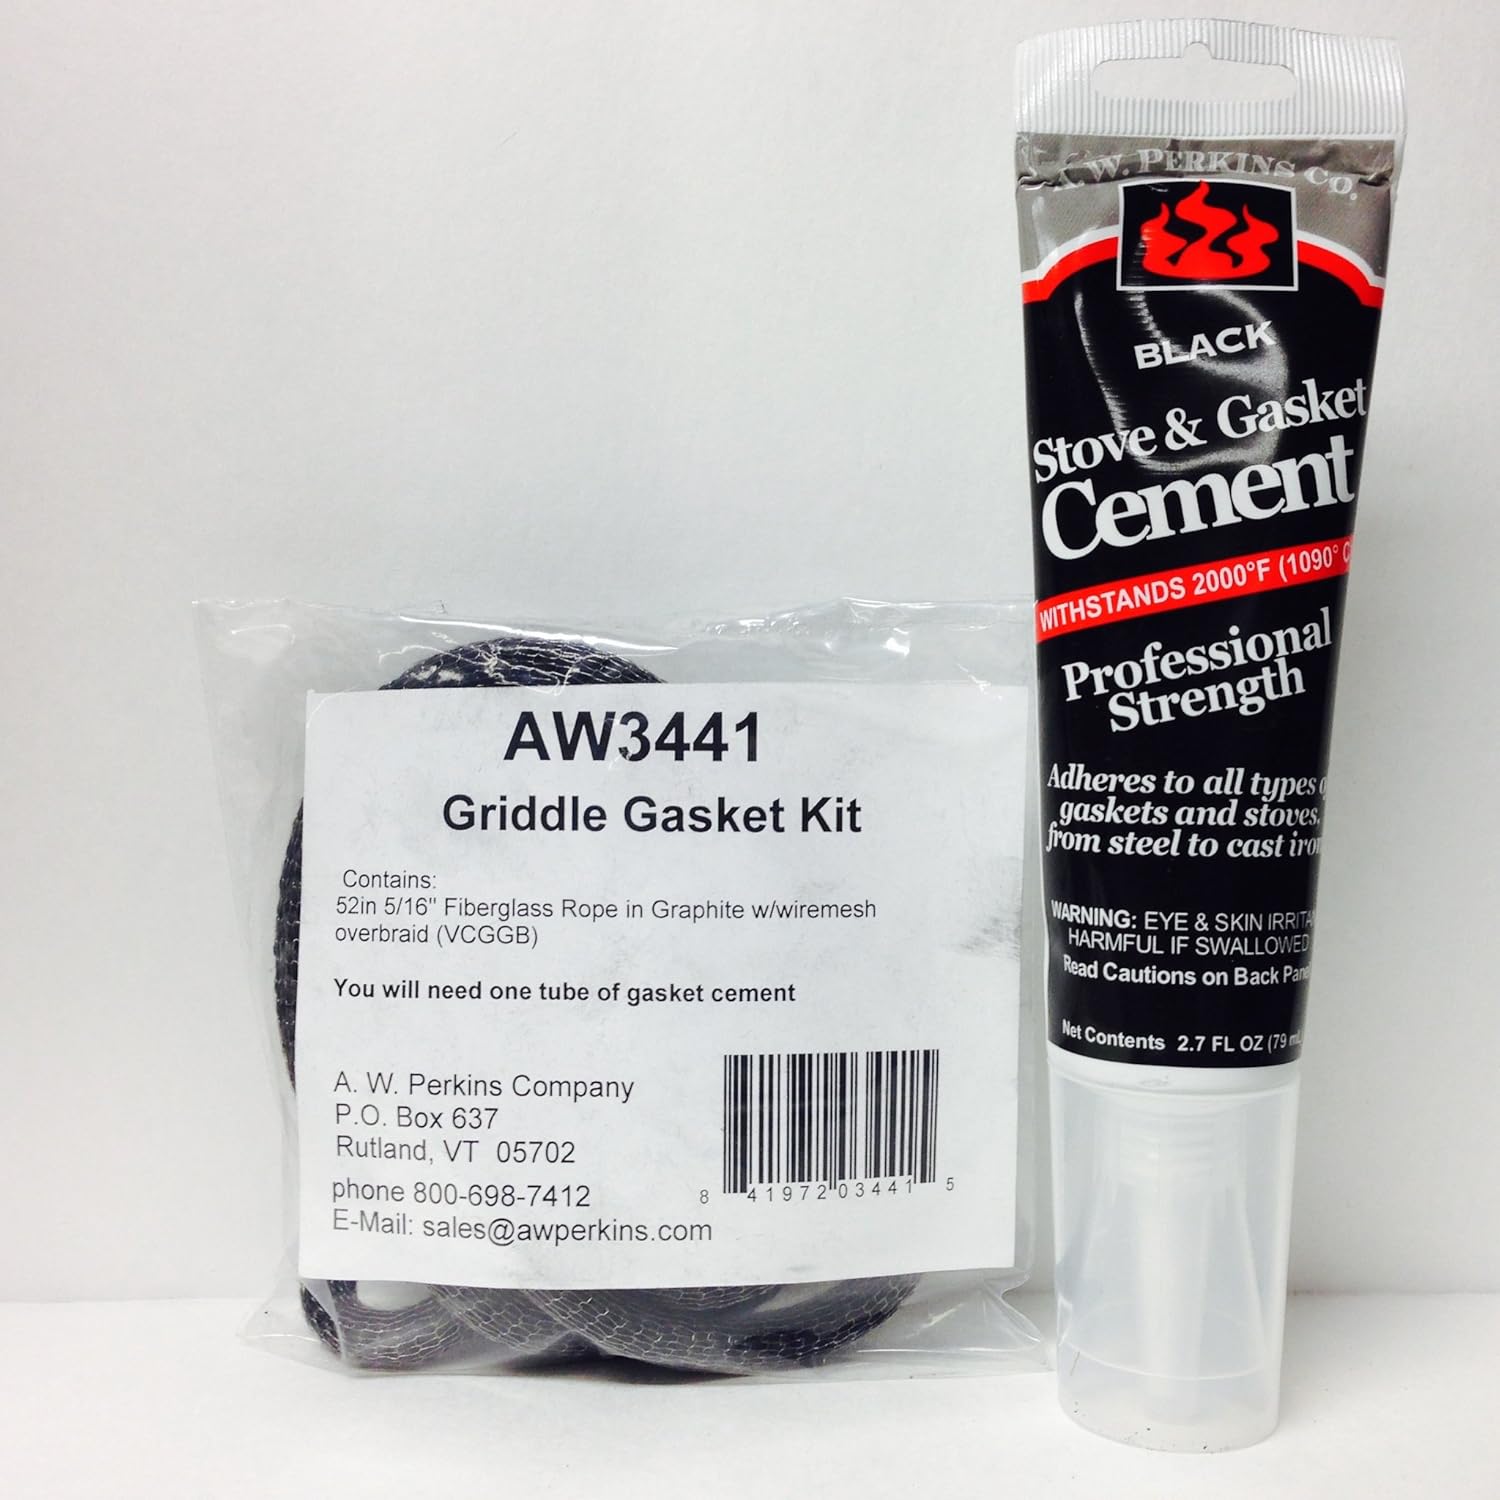 AW3441
Griddle Gasket Kit
Contains:
52in 5/16" Fiberglass Rope in Graphite w/wiremesh
overbraid (VCGGB)
You will need one tube of gasket cement
A. W. Perkins Company
P.O. Box 637
Rutland, VT 05702
phone 800-698-7412
E-Mail: sales@awperkins.com
8 41972 03441 5
A. W. PERKINS CO.
BLACK
Stove & Gasket
Cement
WITHSTANDS 2000°F (1090° C
Professional
Strength
Adheres to all types o
gaskets and stoves.
from steel to cast iron
WARNING: EYE & SKIN IRRITA
HARMFUL IF SWALLOWED
Read Cautions on Back Panel
Net Contents 2.7 FL OZ (79 mL